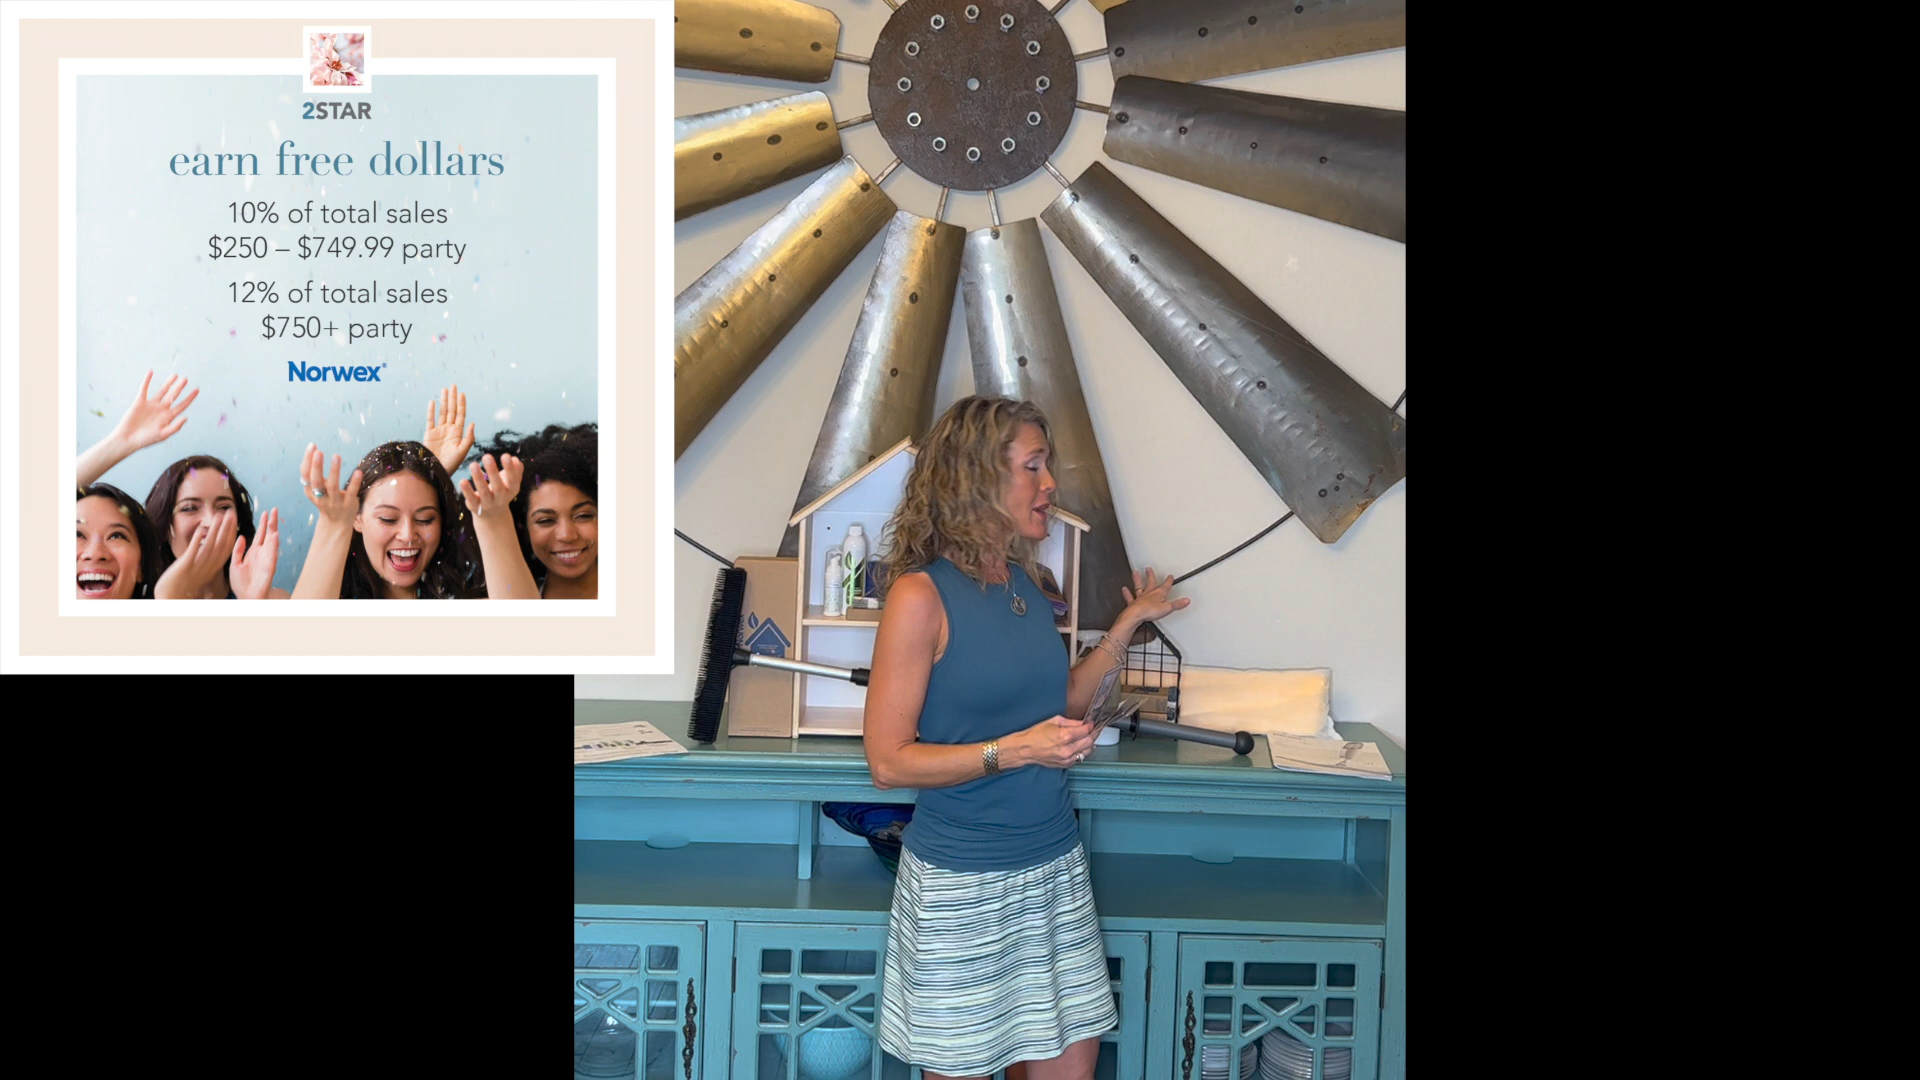 2STAR
earn free dollars
10% of total sales
$250 – $749.99 party
12% of total sales
$750+ party
Norwex®